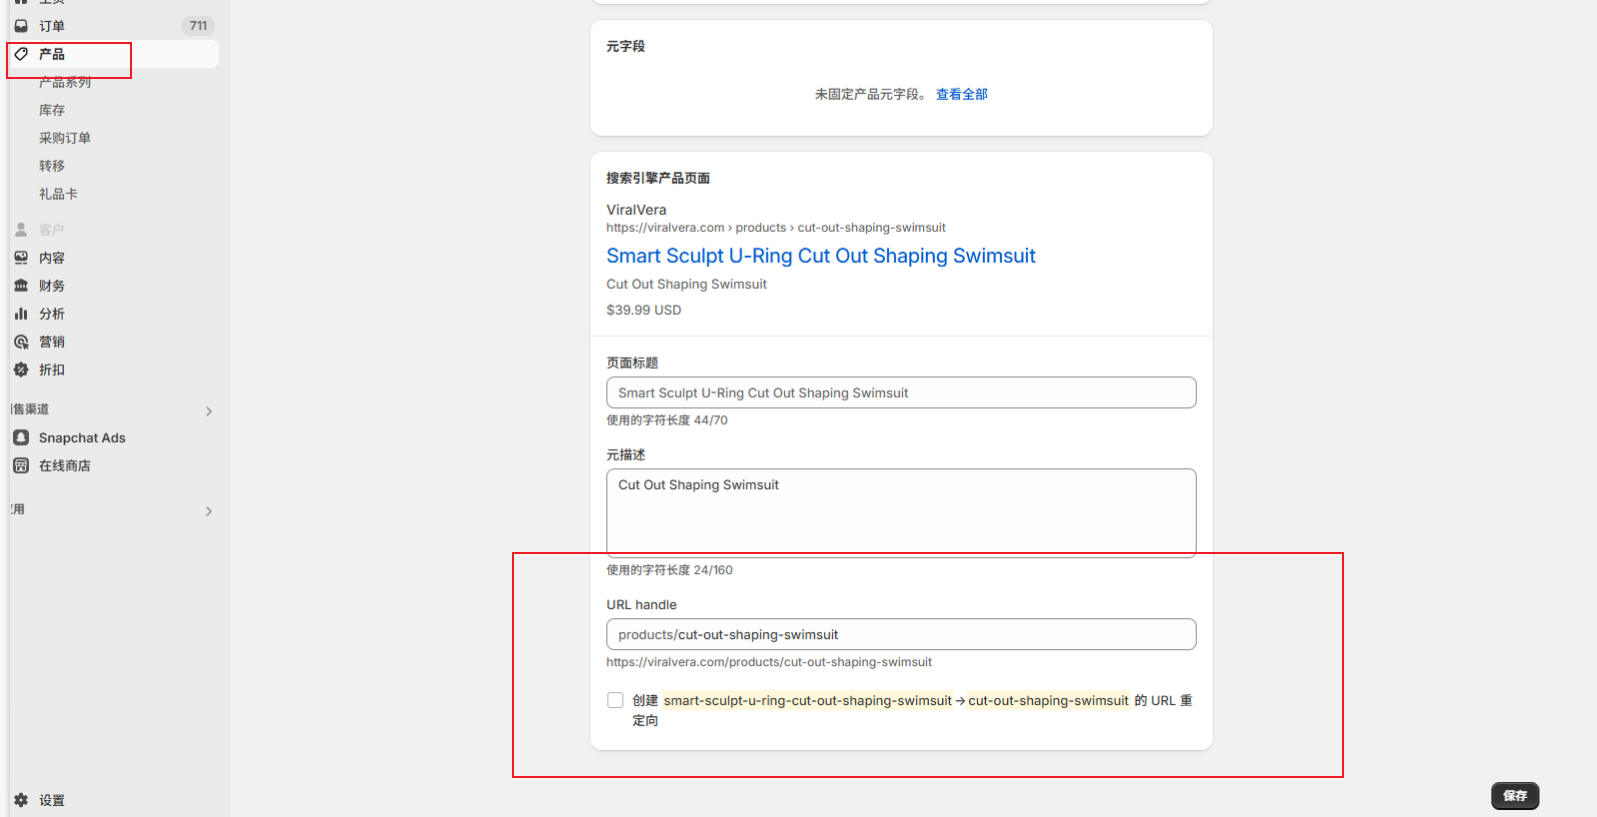 订单
711
产品
产品系列
库存
采购订单
转移
礼品卡
客户
内容
财务
分析
营销
折扣
售渠道
Snapchat Ads
在线商店
用
设置
元字段
未固定产品元字段。 查看全部
搜索引擎产品页面
ViralVera
https://viralvera.com › products › cut-out-shaping-swimsuit
Smart Sculpt U-Ring Cut Out Shaping Swimsuit
Cut Out Shaping Swimsuit
$39.99 USD
页面标题
Smart Sculpt U-Ring Cut Out Shaping Swimsuit
使用的字符长度 44/70
元描述
Cut Out Shaping Swimsuit
使用的字符长度 24/160
URL handle
products/cut-out-shaping-swimsuit
https://viralvera.com/products/cut-out-shaping-swimsuit
创建 smart-sculpt-u-ring-cut-out-shaping-swimsuit→cut-out-shaping-swimsuit 的 URL 重
定向
保存